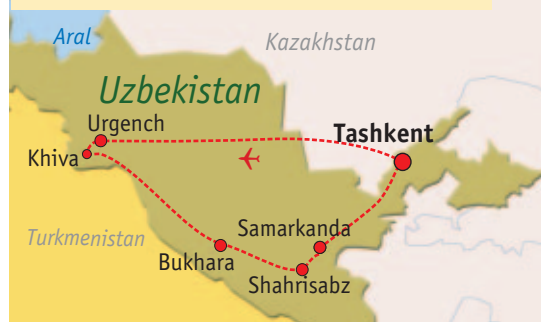 Aral
Kazakhstan
Uzbekistan
Urgench
Tashkent
Khiva
Turkmenistan
Samarkanda
Bukhara
Shahrisabz